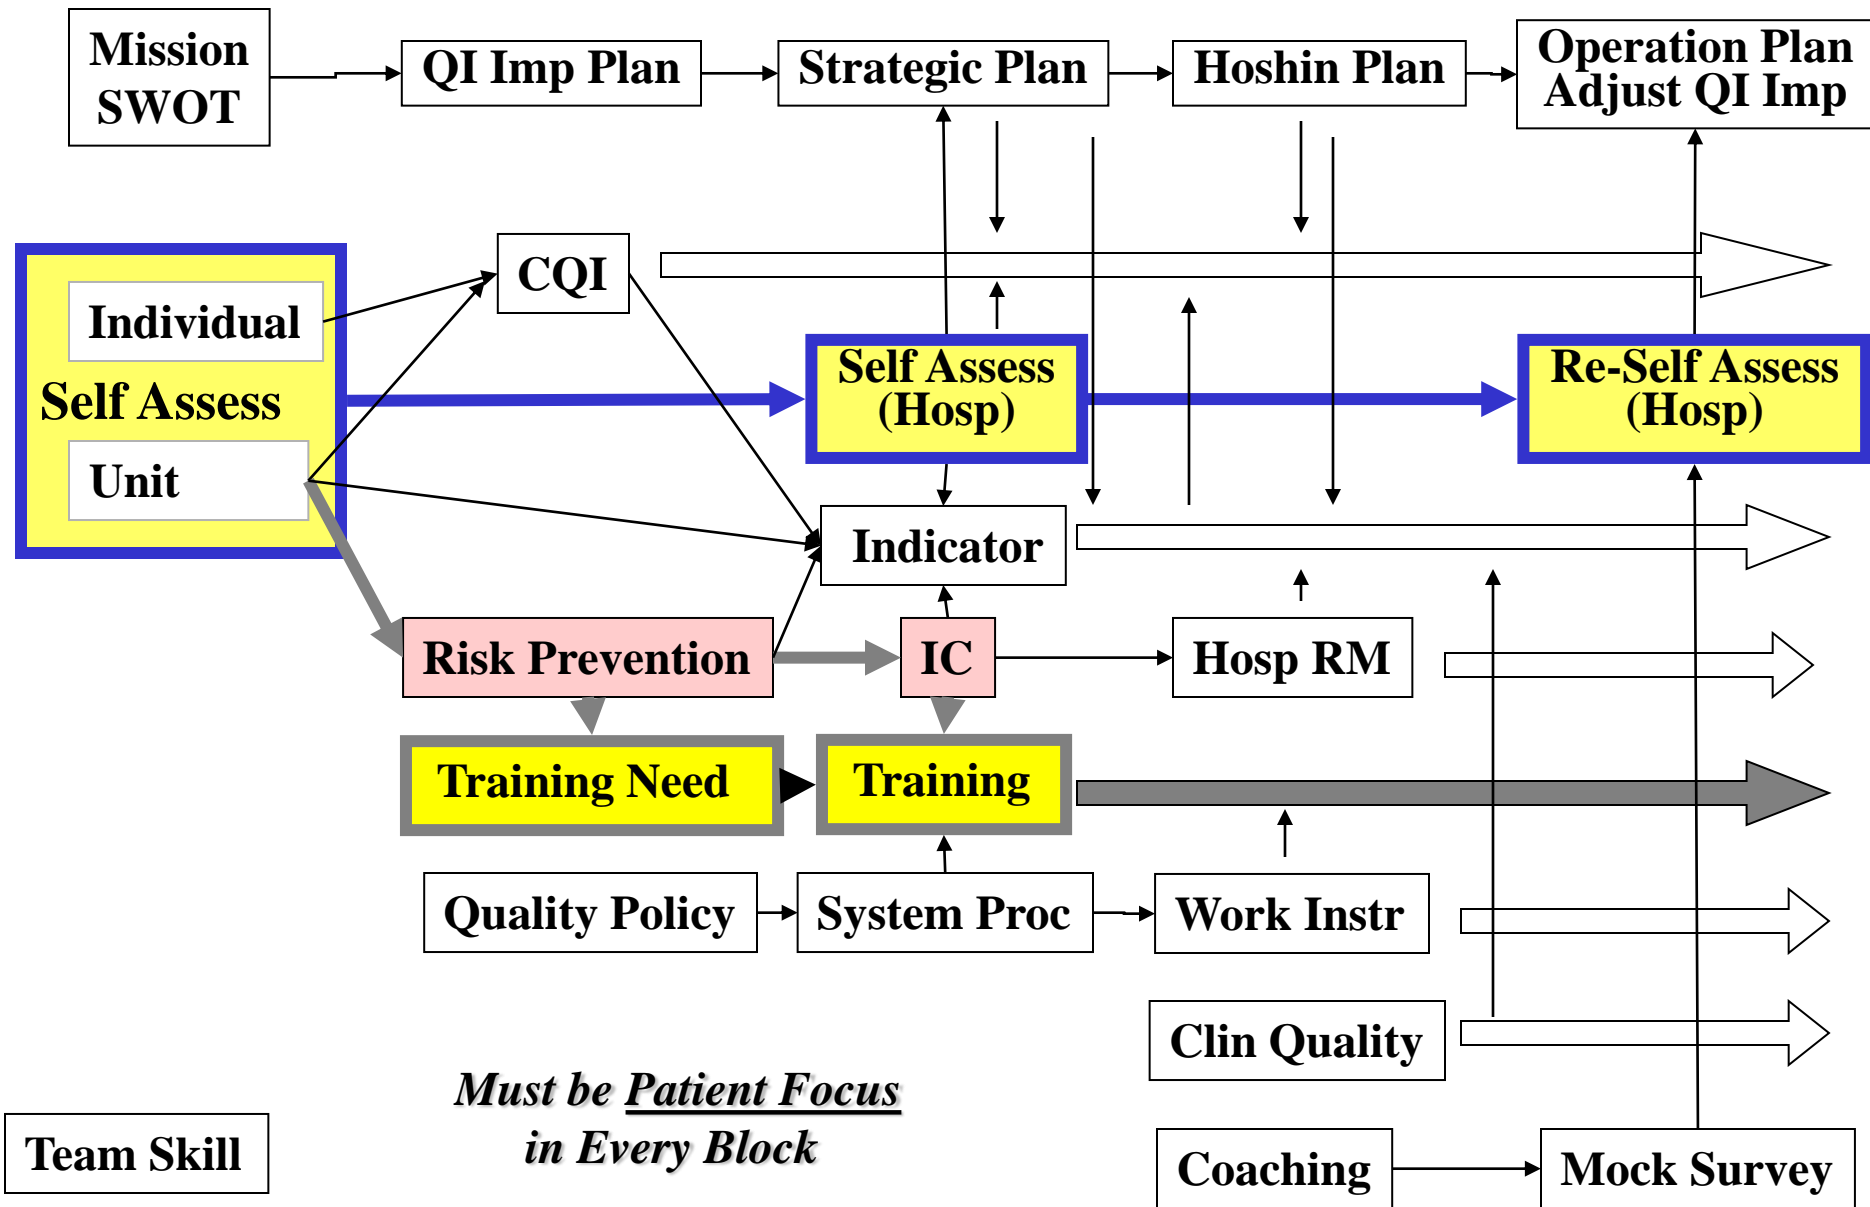 Mission
SWOT
QI Imp Plan
Strategic Plan
Hoshin Plan
Operation Plan
Adjust QI Imp
CQI
Individual
Self Assess
Unit
Self Assess
(Hosp)
Re-Self Assess
(Hosp)
Indicator
Risk Prevention
IC
Hosp RM
Training Need
Training
Quality Policy
System Proc
Work Instr
Clin Quality
Must be Patient Focus
in Every Block
Team Skill
Coaching
Mock Survey